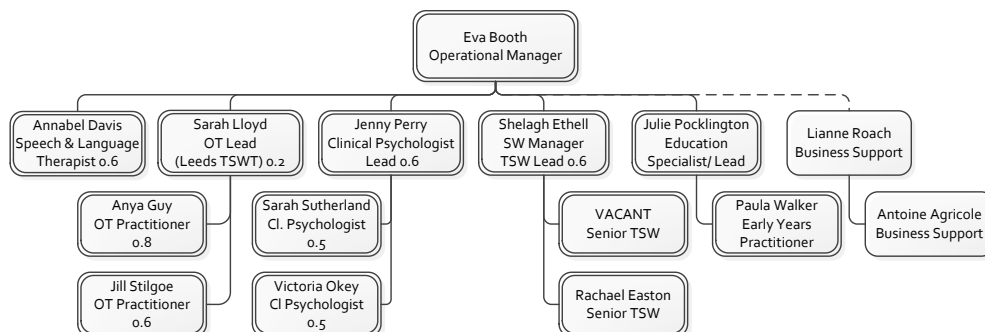 Eva Booth
Operational Manager
Annabel Davis
Speech & Language
Therapist 0.6
Sarah Lloyd
OT Lead
(Leeds TSWT) 0.2
Jenny Perry
Clinical Psychologist
Lead 0.6
Shelagh Ethell
SW Manager
TSW Lead 0.6
Julie Pocklington
Education
Specialist/ Lead
Lianne Roach
Business Support
Anya Guy
OT Practitioner
0.8
Sarah Sutherland
Cl. Psychologist
0.5
VACANT
Senior TSW
Paula Walker
Early Years
Practitioner
Antoine Agricole
Business Support
Jill Stilgoe
OT Practitioner
0.6
Victoria Okey
Cl Psychologist
0.5
Rachael Easton
Senior TSW